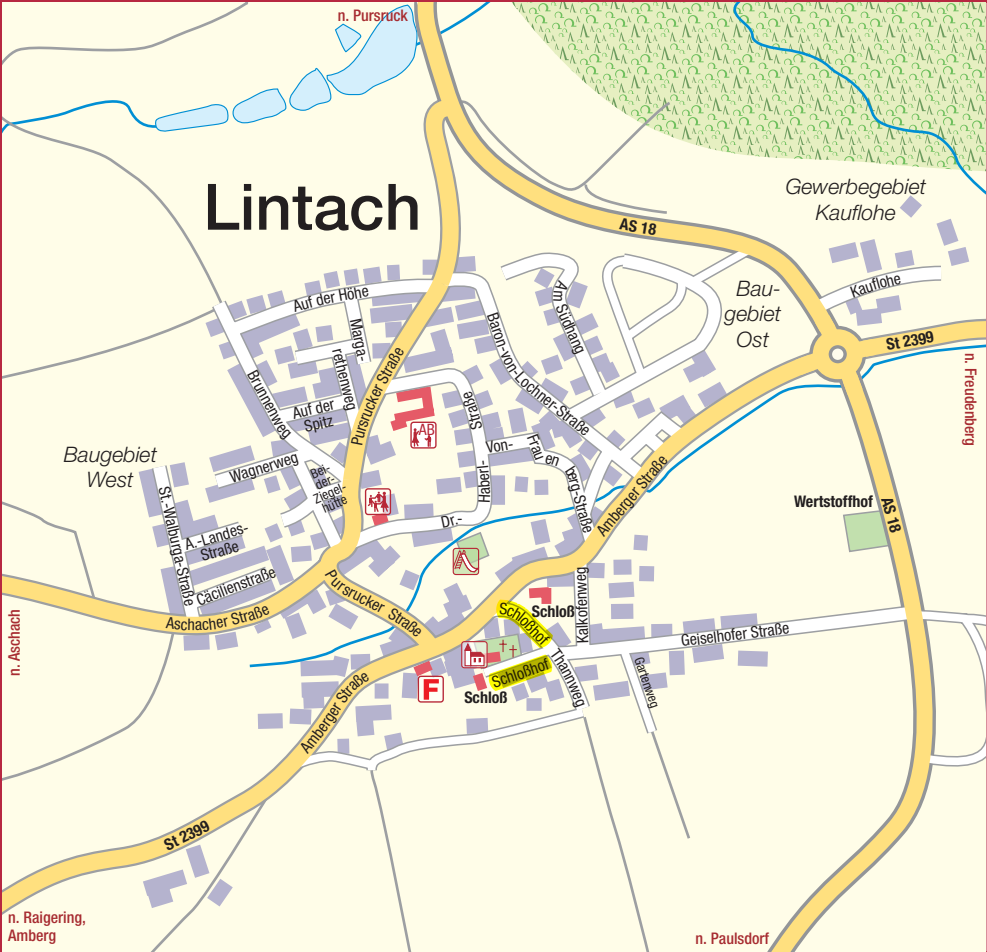 n. Pursruck
Lintach
Gewerbegebiet
Kauflohe
AS 18
Kauflohe
Bau-
gebiet
Ost
St 2399
n. Freudenberg
Auf der Höhe
Marga-
rethenweg
Am Südhang
Baron-von-Lochner-Straße
Pursrucker Straße
Brunnenweg
Auf der
Spitz
AB
Dr.-
Haberl-
Straße
Von-
Frauen
berg-Straße
Baugebiet
West
Wagnerweg
Bei-
der-
Ziegel-
hütte
St.-Walburga-Straße
A.-Landes-
Straße
Cäcilienstraße
Amberger Straße
Wertstoffhof
AS 18
Aschacher Straße
Pursrucker Straße
n. Aschach
Schloß
Schloßhof
Kalkofenweg
Geiselhofer Straße
Schloßhof
Thannweg
Gartenweg
F
Schloß
Amberger Straße
St 2399
n. Raigering,
Amberg
n. Paulsdorf